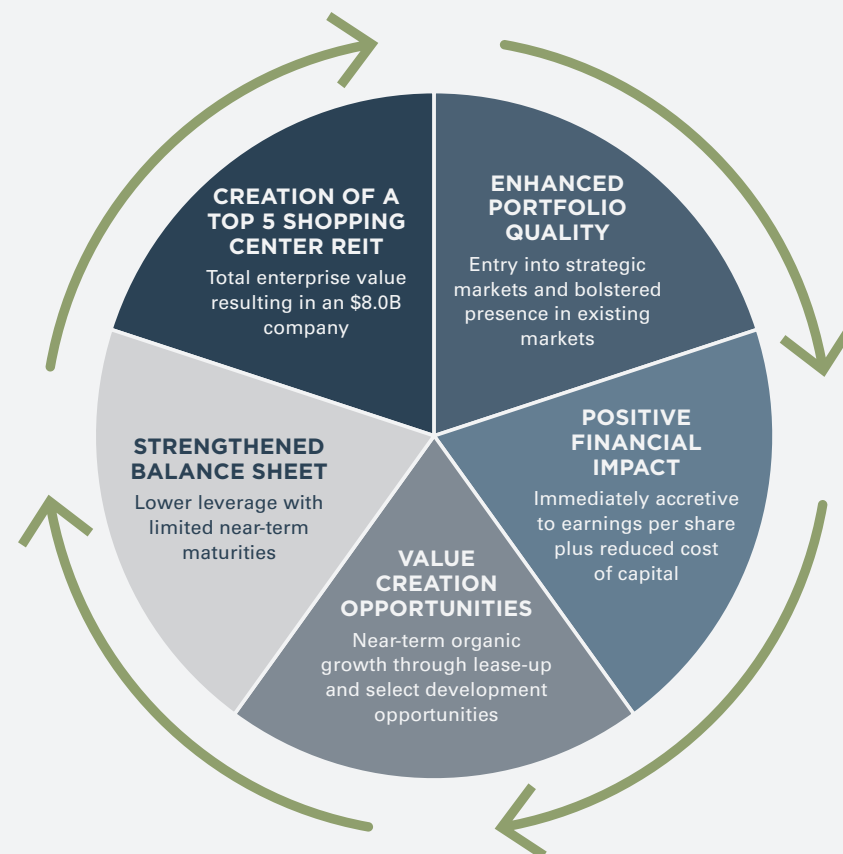 CREATION OF A
TOP 5 SHOPPING
CENTER REIT
Total enterprise value
resulting in an $8.0B
company
ENHANCED
PORTFOLIO
QUALITY
Entry into strategic
markets and bolstered
presence in existing
markets
POSITIVE
FINANCIAL
IMPACT
Immediately accretive
to earnings per share
plus reduced cost
of capital
VALUE
CREATION
OPPORTUNITIES
Near-term organic
growth through lease-up
and select development
opportunities
STRENGTHENED
BALANCE SHEET
Lower leverage with
limited near-term
maturities